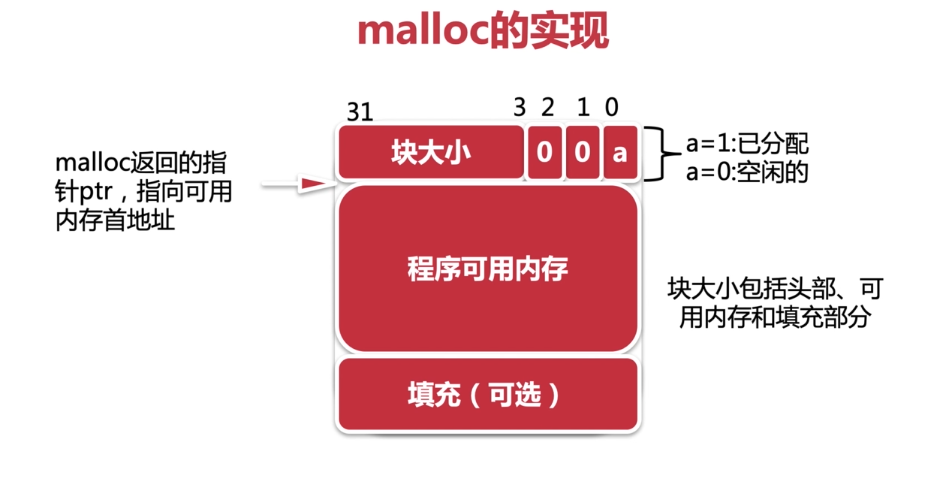 malloc的实现
31 3 2 1 0
块大小 0 0 a
a=1:已分配
a=0:空闲的
malloc返回的指
针ptr，指向可用
内存首地址
程序可用内存
块大小包括头部、可
用内存和填充部分
填充（可选）